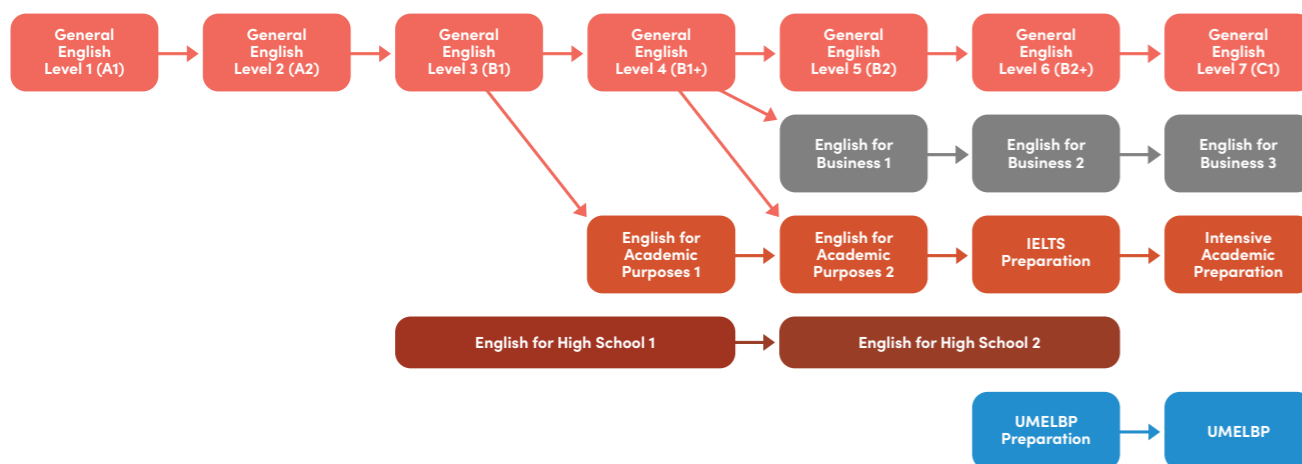 General
English
Level 1 (A1)
General
English
Level 2 (A2)
General
English
Level 3 (B1)
General
English
Level 4 (B1+)
General
English
Level 5 (B2)
General
English
Level 6 (B2+)
General
English
Level 7 (C1)
English for
Business 1
English for
Business 2
English for
Business 3
English for
Academic
Purposes 1
English for
Academic
Purposes 2
IELTS
Preparation
Intensive
Academic
Preparation
English for High School 1
English for High School 2
UMELBP
Preparation
UMELBP